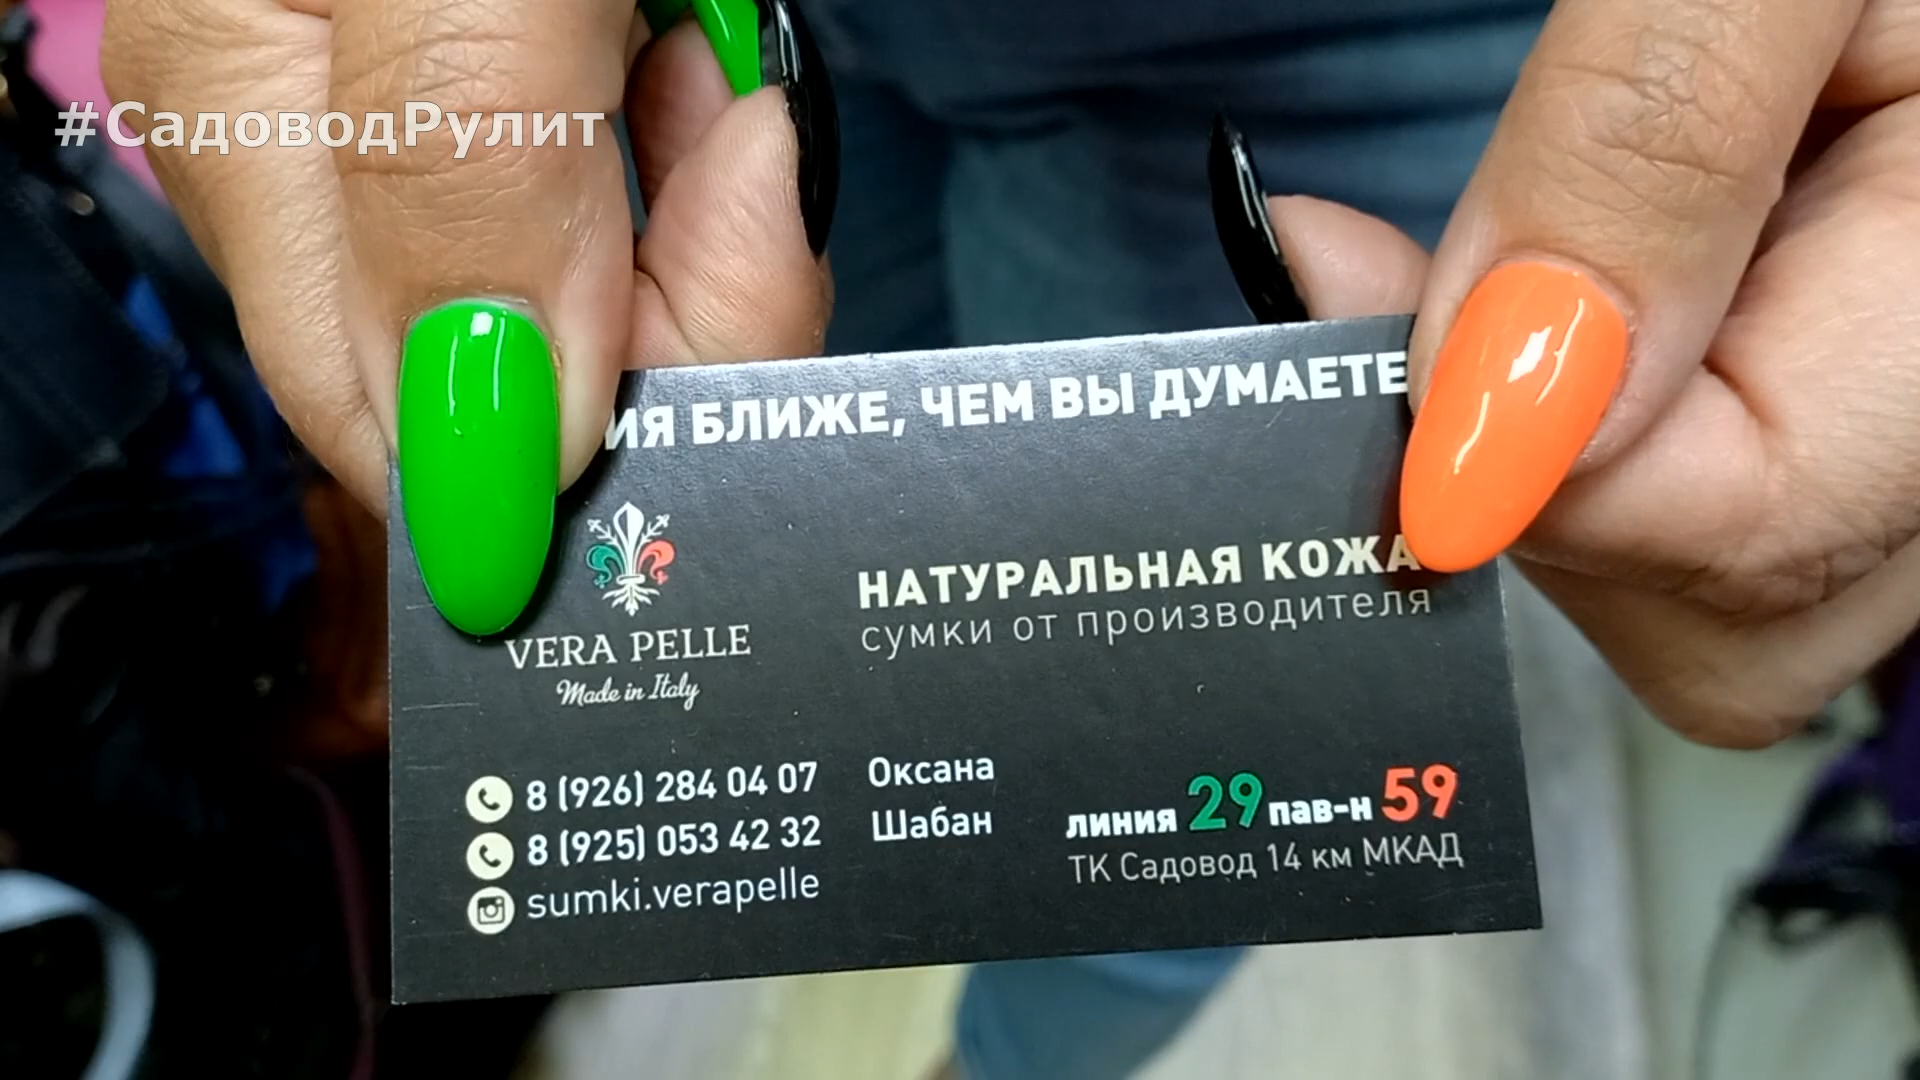 #СадоводРулит
БЛИЖЕ, ЧЕМ ВЫ ДУМАЕТЕ
VERA PELLE
Made in Italy
НАТУРАЛЬНАЯ КОЖА
сумки от производителя
8 (926) 284 04 07 Оксана
8 (925) 053 42 32 Шабан
sumki.verapelle
линия 29 пав-н 59
ТК Садовод 14 км МКАД